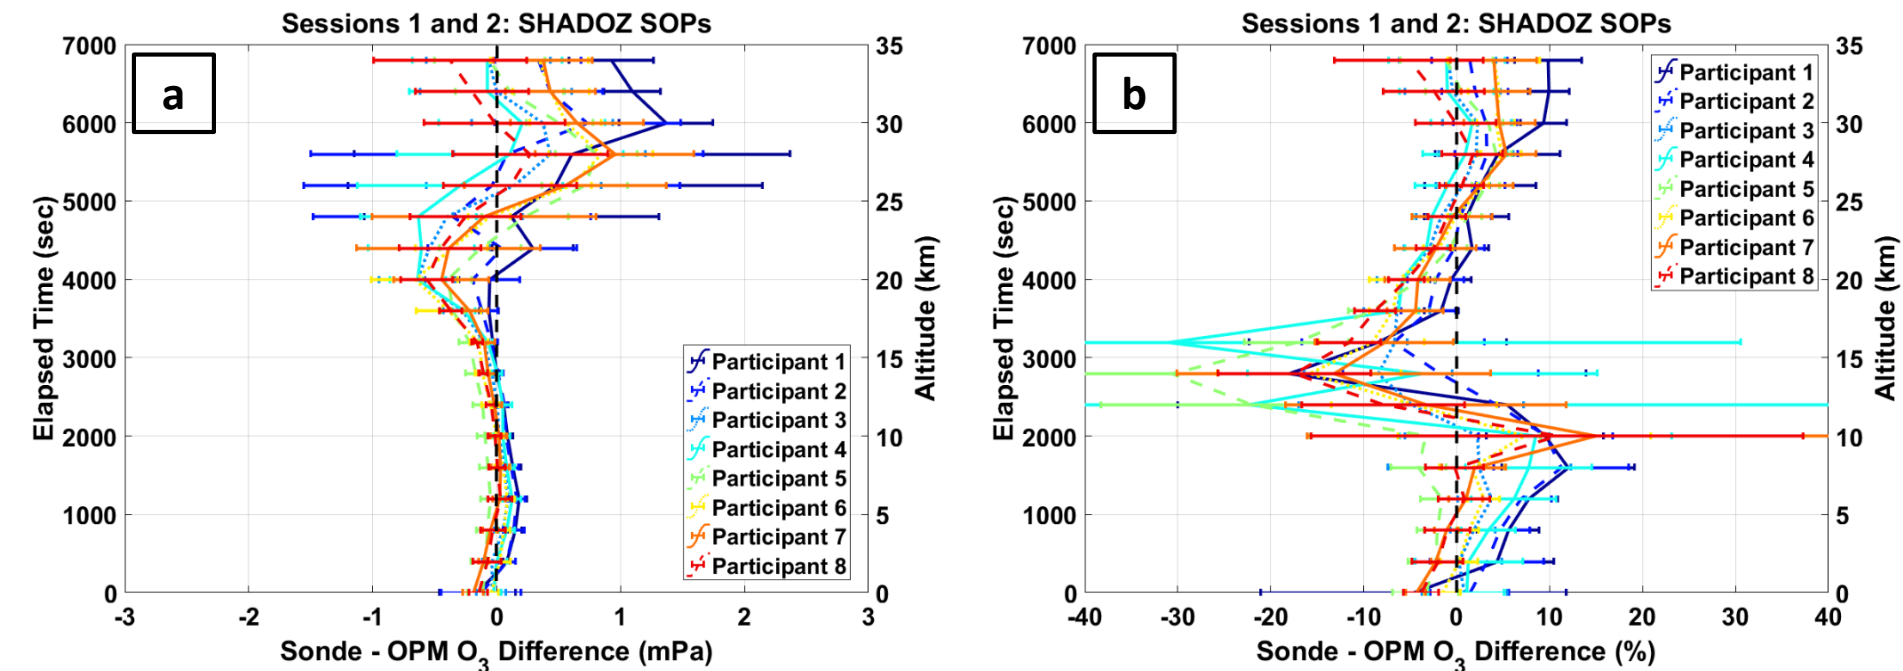 Sessions 1 and 2: SHADOZ SOPs
a
7000
6000
5000
4000
3000
2000
1000
0
Elapsed Time (sec)
35
30
25
20
15
10
5
0
Altitude (km)
Participant 1
Participant 2
Participant 3
Participant 4
Participant 5
Participant 6
Participant 7
Participant 8
-3 -2 -1 0 1 2 3
Sonde - OPM O3 Difference (mPa)
Sessions 1 and 2: SHADOZ SOPs
b
7000
6000
5000
4000
3000
2000
1000
0
Elapsed Time (sec)
35
30
25
20
15
10
5
0
Altitude (km)
Participant 1
Participant 2
Participant 3
Participant 4
Participant 5
Participant 6
Participant 7
Participant 8
-40 -30 -20 -10 0 10 20 30 40
Sonde - OPM O3 Difference (%)